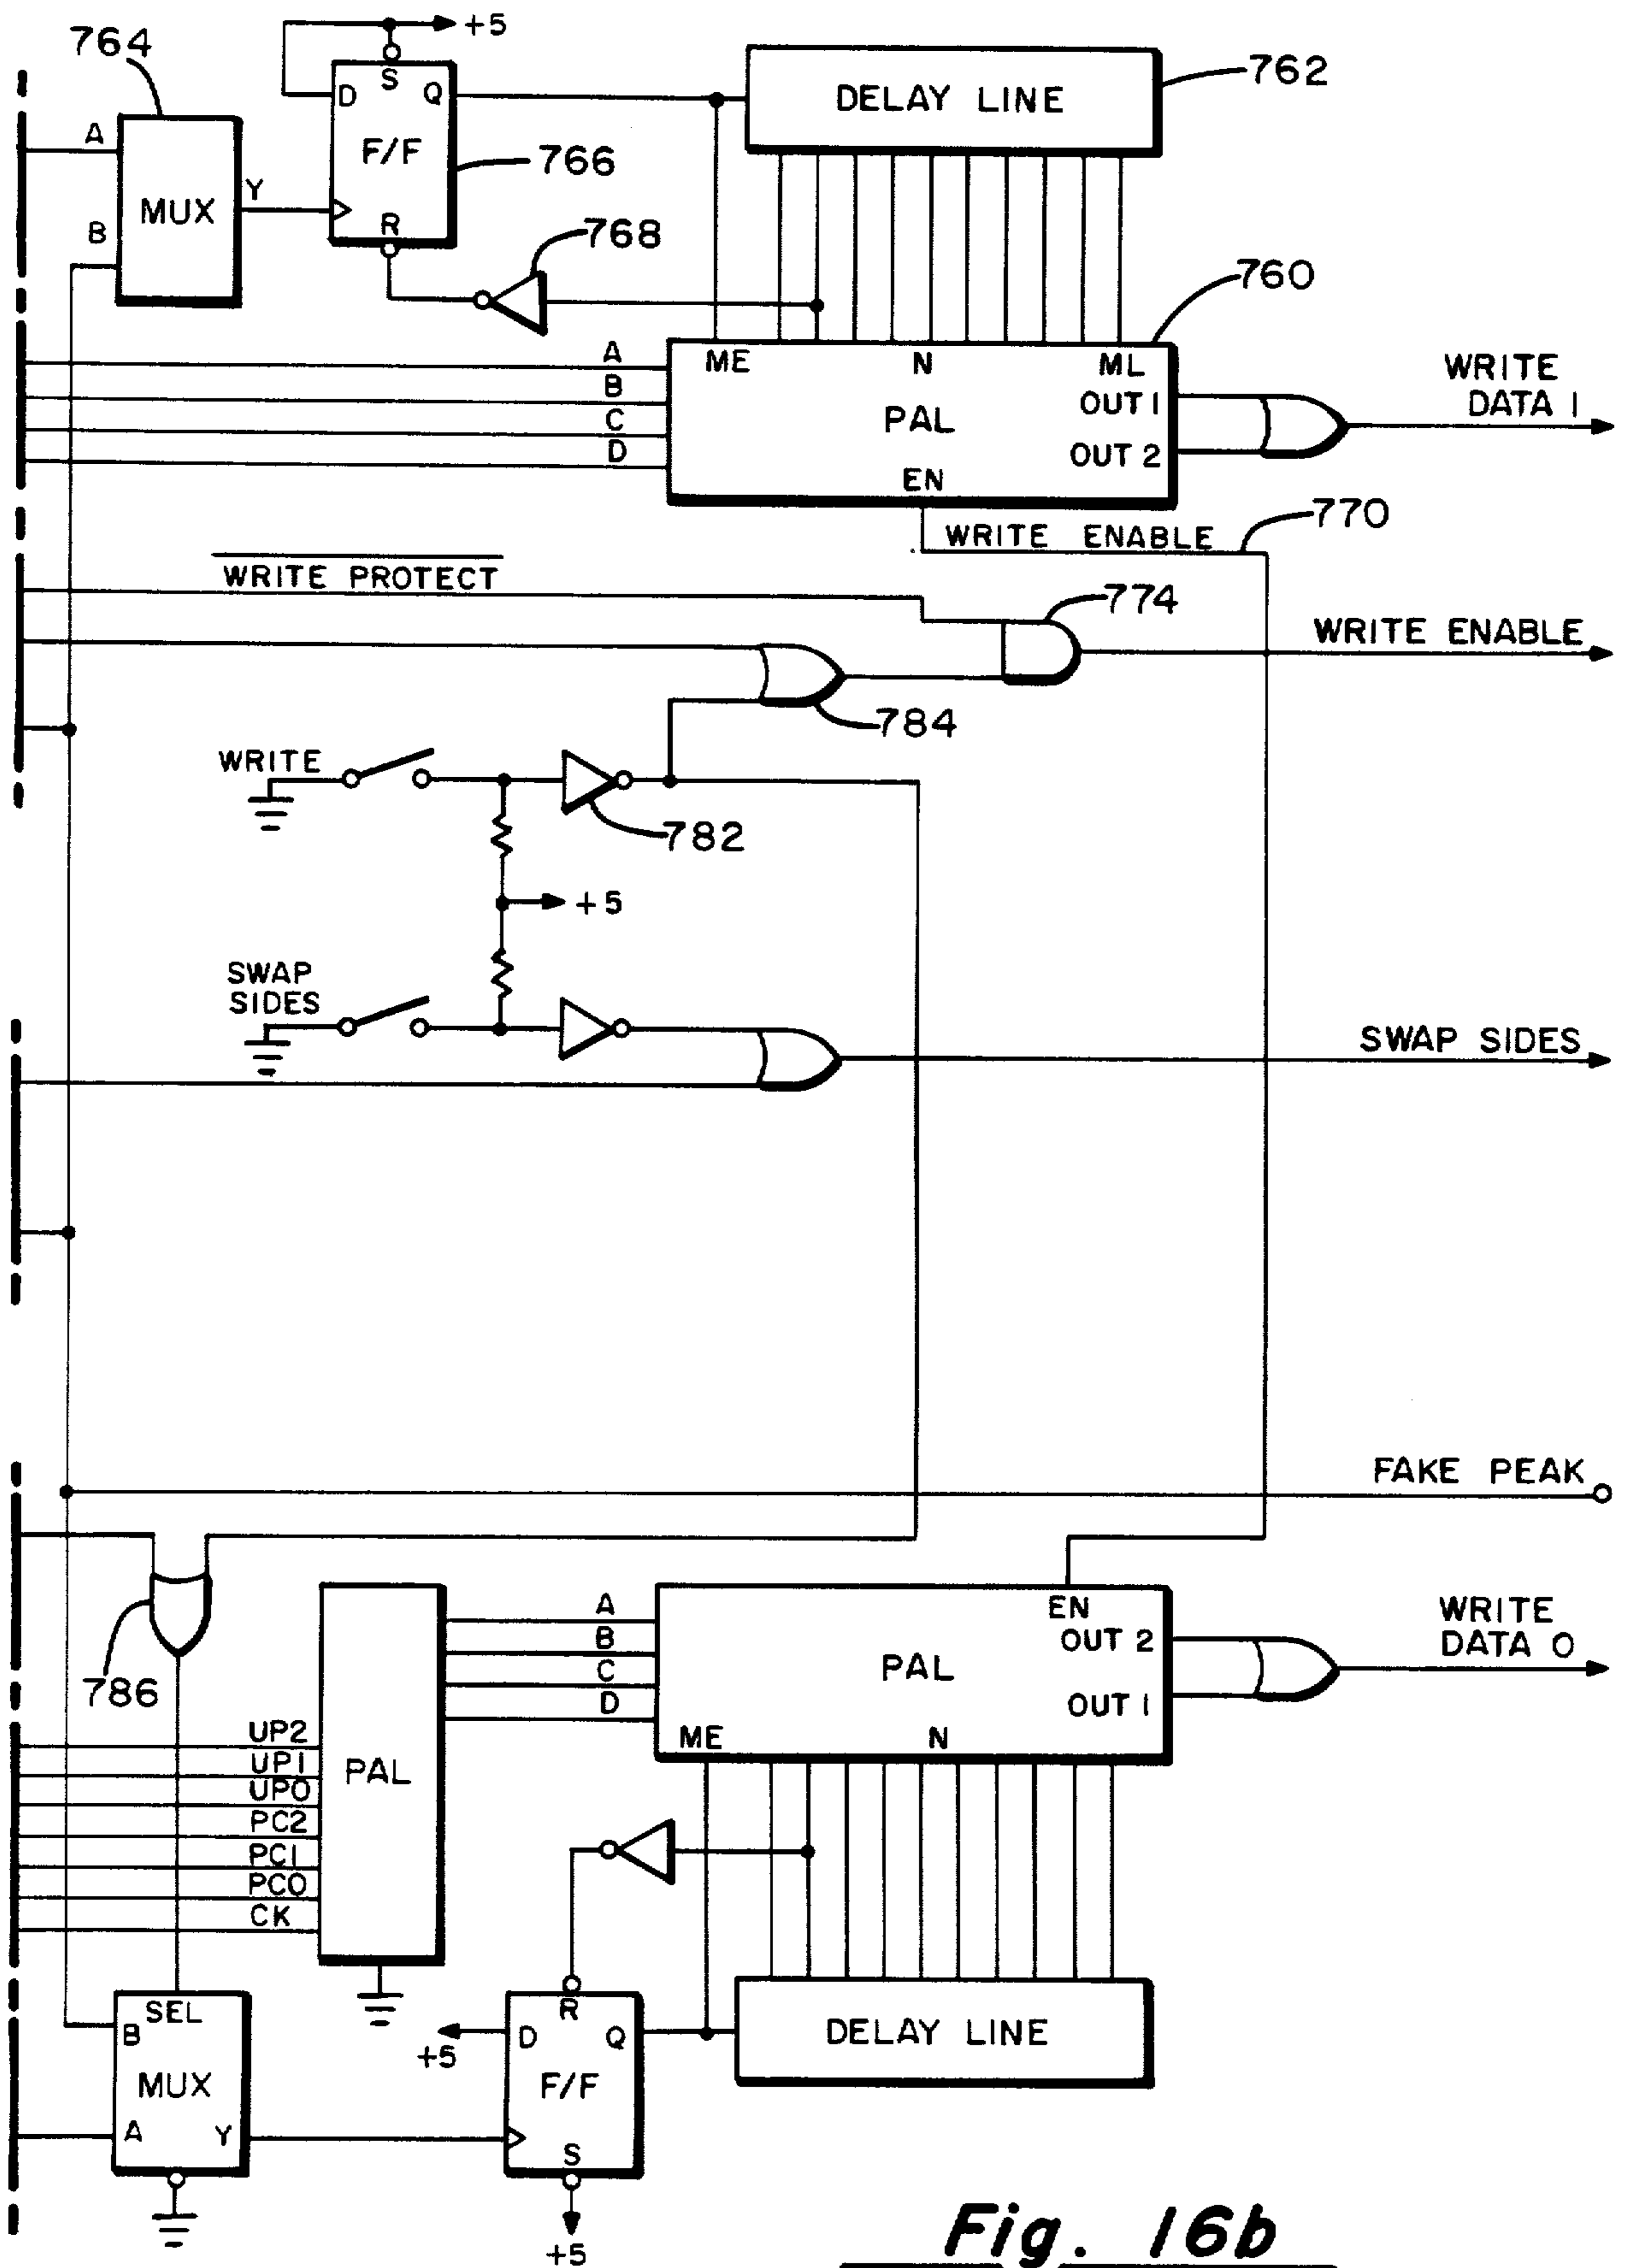 764
+5
S
D
Q
F/F
766
R
DELAY LINE
762
A
B
MUX
Y
768
760
A
B
C
D
ME
N
ML
PAL
OUT 1
OUT 2
EN
WRITE
DATA 1
WRITE ENABLE
770
WRITE PROTECT
774
WRITE ENABLE
784
WRITE
782
+5
SWAP
SIDES
SWAP SIDES
FAKE PEAK
786
A
B
C
D
EN
OUT 2
PAL
OUT 1
ME
N
WRITE
DATA 0
UP2
UP1
UP0
PC2
PC1
PC0
CK
PAL
SEL
B
MUX
A
Y
+5
R
D
Q
F/F
S
+5
DELAY LINE
Fig. 16b